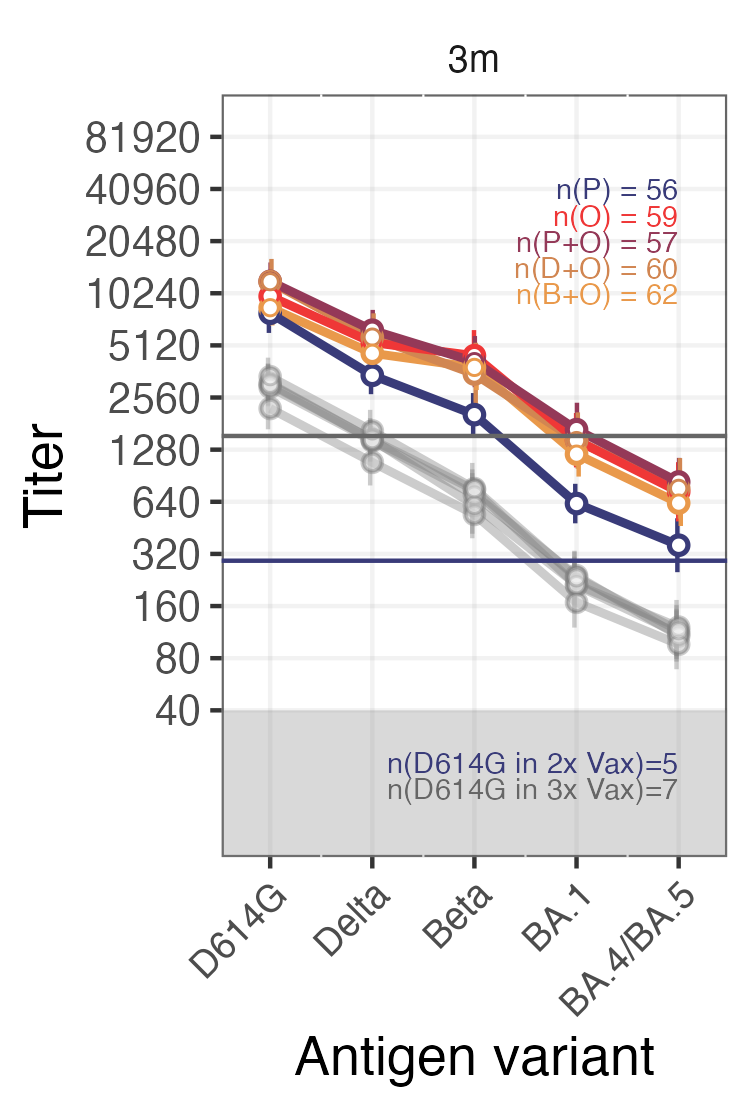 3m
81920
40960
20480
10240
5120
2560
1280
640
320
160
80
40
Titer
n(P) = 56
n(O) = 59
n(P+O) = 57
n(D+O) = 60
n(B+O) = 62
n(D614G in 2x Vax)=5
n(D614G in 3x Vax)=7
D614G
Delta
Beta
BA.1
BA.4/BA.5
Antigen variant